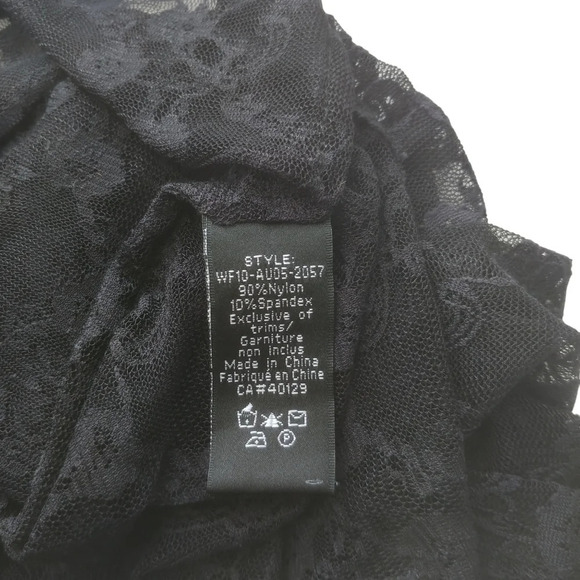 STYLE:
WF10-AU05-2057
90%Nylon
10%Spandex
Exclusive of
trims/
Garniture
non inclus
Made in China
Fabriqué en Chine
CA#40129
P